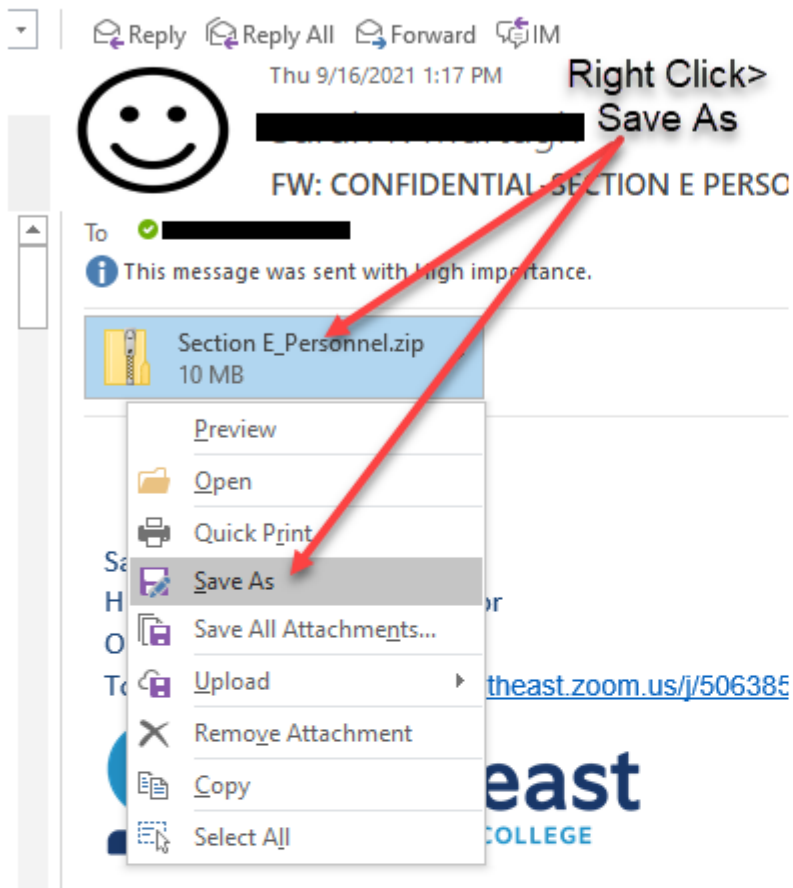 Reply Reply All Forward IM
Thu 9/16/2021 1:17 PM
Right Click>
Save As
FW: CONFIDENTIAL-SECTION E PERSO
To
This message was sent with High importance.
Section E_Personnel.zip
10 MB
Preview
Open
Quick Print
Save As
Save All Attachments...
Upload
theast.zoom.us/j/506385
Remove Attachment
Copy
east
Select All
COLLEGE